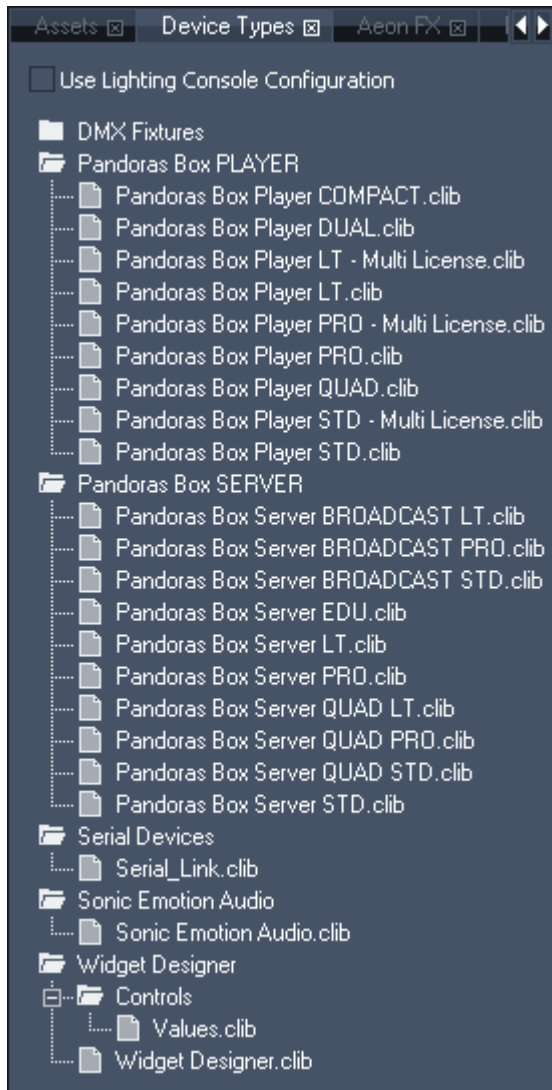 Assets Device Types Aeon FX
Use Lighting Console Configuration
DMX Fixtures
Pandoras Box PLAYER
Pandoras Box Player COMPACT.clib
Pandoras Box Player DUAL.clib
Pandoras Box Player LT - Multi License.clib
Pandoras Box Player LT.clib
Pandoras Box Player PRO - Multi License.clib
Pandoras Box Player PRO.clib
Pandoras Box Player QUAD.clib
Pandoras Box Player STD - Multi License.clib
Pandoras Box Player STD.clib
Pandoras Box SERVER
Pandoras Box Server BROADCAST LT.clib
Pandoras Box Server BROADCAST PRO.clib
Pandoras Box Server BROADCAST STD.clib
Pandoras Box Server EDU.clib
Pandoras Box Server LT.clib
Pandoras Box Server PRO.clib
Pandoras Box Server QUAD LT.clib
Pandoras Box Server QUAD PRO.clib
Pandoras Box Server QUAD STD.clib
Pandoras Box Server STD.clib
Serial Devices
Serial_Link.clib
Sonic Emotion Audio
Sonic Emotion Audio.clib
Widget Designer
Controls
Values.clib
Widget Designer.clib